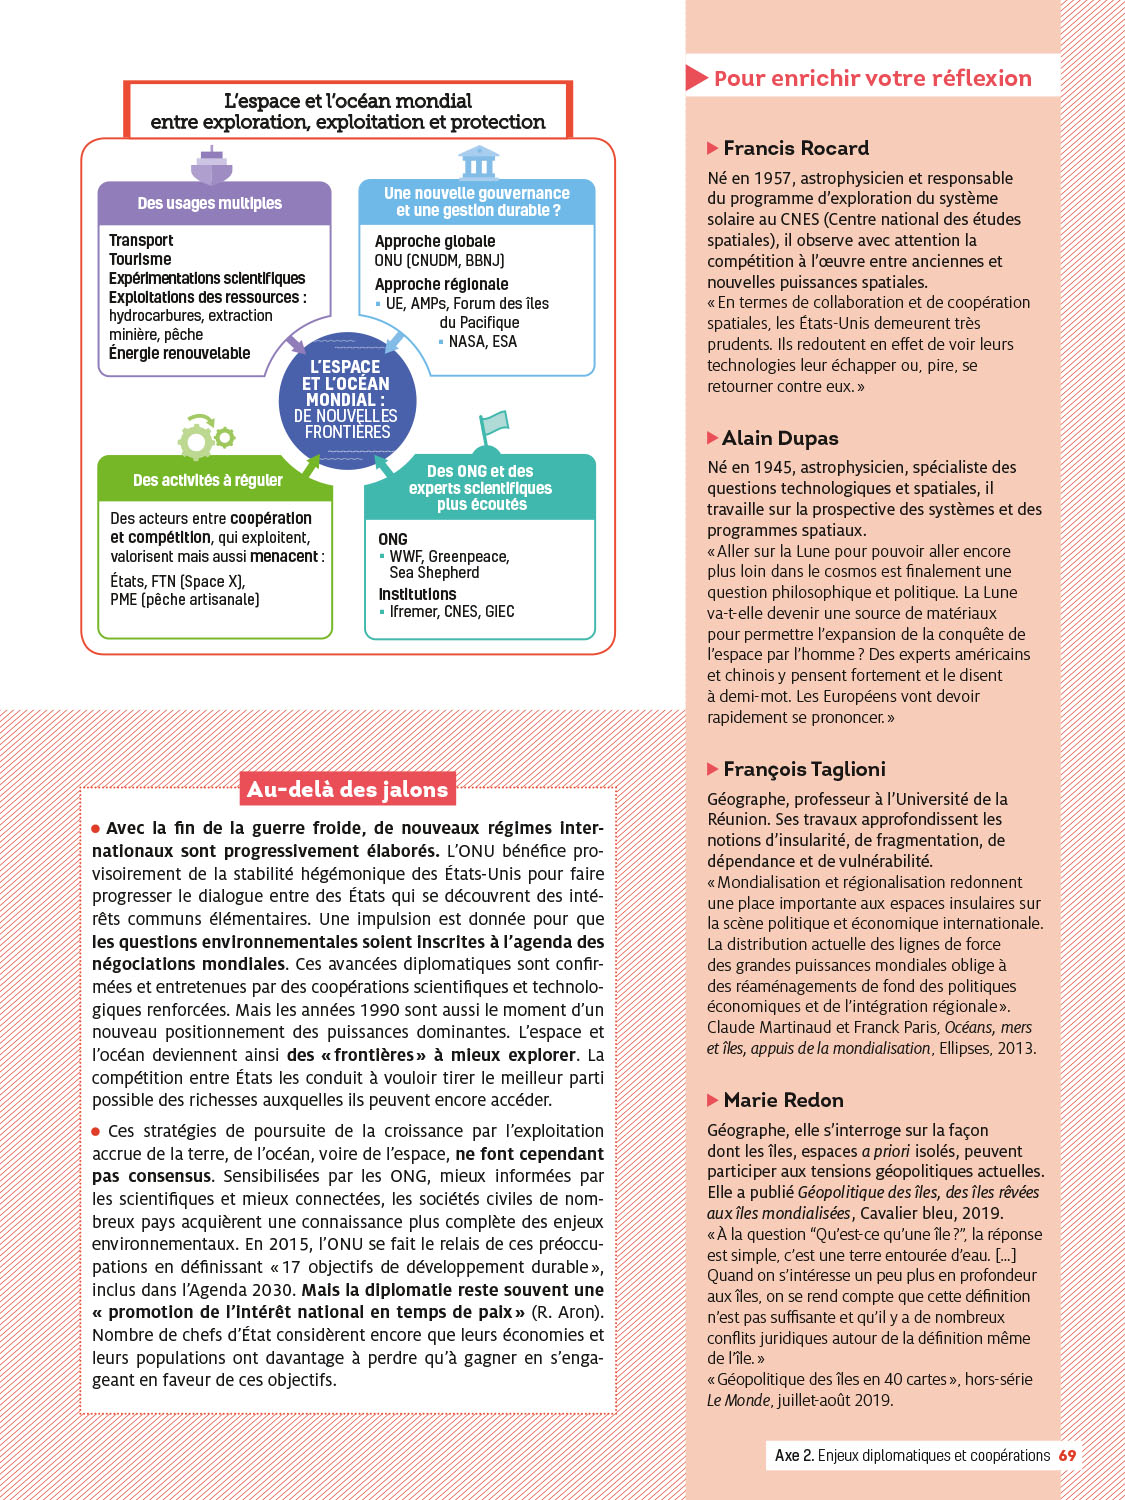 L'espace et l'océan mondial
entre exploration, exploitation et protection
Des usages multiples
Transport
Tourisme
Expérimentations scientifiques
Exploitations des ressources :
hydrocarbures, extraction
minière, pêche
Énergie renouvelable
Une nouvelle gouvernance
et une gestion durable ?
Approche globale
ONU (CNUDM, BBNJ)
Approche régionale
▪ UE, AMPs, Forum des îles
du Pacifique
▪ NASA, ESA
L'ESPACE
ET L'OCÉAN
MONDIAL :
DE NOUVELLES
FRONTIÈRES
Des activités à réguler
Des acteurs entre coopération
et compétition, qui exploitent,
valorisent mais aussi menacent :
États, FTN (Space X),
PME (pêche artisanale)
Des ONG et des
experts scientifiques
plus écoutés
ONG
▪ WWF, Greenpeace,
Sea Shepherd
Institutions
▪ Ifremer, CNES, GIEC
Au-delà des jalons
● Avec la fin de la guerre froide, de nouveaux régimes inter-
nationaux sont progressivement élaborés. L'ONU bénéfice pro-
visoirement de la stabilité hégémonique des États-Unis pour faire
progresser le dialogue entre des États qui se découvrent des inté-
rêts communs élémentaires. Une impulsion est donnée pour que
les questions environnementales soient inscrites à l'agenda des
négociations mondiales. Ces avancées diplomatiques sont confir-
mées et entretenues par des coopérations scientifiques et technolo-
giques renforcées. Mais les années 1990 sont aussi le moment d'un
nouveau positionnement des puissances dominantes. L'espace et
l'océan deviennent ainsi des « frontières » à mieux explorer. La
compétition entre États les conduit à vouloir tirer le meilleur parti
possible des richesses auxquelles ils peuvent encore accéder.
● Ces stratégies de poursuite de la croissance par l'exploitation
accrue de la terre, de l'océan, voire de l'espace, ne font cependant
pas consensus. Sensibilisées par les ONG, mieux informées par
les scientifiques et mieux connectées, les sociétés civiles de nom-
breux pays acquièrent une connaissance plus complète des enjeux
environnementaux. En 2015, l'ONU se fait le relais de ces préoccu-
pations en définissant « 17 objectifs de développement durable »,
inclus dans l'Agenda 2030. Mais la diplomatie reste souvent une
« promotion de l'intérêt national en temps de paix » (R. Aron).
Nombre de chefs d'État considèrent encore que leurs économies et
leurs populations ont davantage à perdre qu'à gagner en s'enga-
geant en faveur de ces objectifs.
Pour enrichir votre réflexion
Francis Rocard
Né en 1957, astrophysicien et responsable
du programme d'exploration du système
solaire au CNES (Centre national des études
spatiales), il observe avec attention la
compétition à l'œuvre entre anciennes et
nouvelles puissances spatiales.
« En termes de collaboration et de coopération
spatiales, les États-Unis demeurent très
prudents. Ils redoutent en effet de voir leurs
technologies leur échapper ou, pire, se
retourner contre eux. »
Alain Dupas
Né en 1945, astrophysicien, spécialiste des
questions technologiques et spatiales, il
travaille sur la prospective des systèmes et des
programmes spatiaux.
« Aller sur la Lune pour pouvoir aller encore
plus loin dans le cosmos est finalement une
question philosophique et politique. La Lune
va-t-elle devenir une source de matériaux
pour permettre l'expansion de la conquête de
l'espace par l'homme ? Des experts américains
et chinois y pensent fortement et le disent
à demi-mot. Les Européens vont devoir
rapidement se prononcer. »
François Taglioni
Géographe, professeur à l'Université de la
Réunion. Ses travaux approfondissent les
notions d'insularité, de fragmentation, de
dépendance et de vulnérabilité.
« Mondialisation et régionalisation redonnent
une place importante aux espaces insulaires sur
la scène politique et économique internationale.
La distribution actuelle des lignes de force
des grandes puissances mondiales oblige à
des réaménagements de fond des politiques
économiques et de l'intégration régionale ».
Claude Martinaud et Franck Paris, Océans, mers
et îles, appuis de la mondialisation, Ellipses, 2013.
Marie Redon
Géographe, elle s'interroge sur la façon
dont les îles, espaces a priori isolés, peuvent
participer aux tensions géopolitiques actuelles.
Elle a publié Géopolitique des îles, des îles rêvées
aux îles mondialisées, Cavalier bleu, 2019.
« À la question “Qu'est-ce qu'une île ?”, la réponse
est simple, c'est une terre entourée d'eau. [...]
Quand on s'intéresse un peu plus en profondeur
aux îles, on se rend compte que cette définition
n'est pas suffisante et qu'il y a de nombreux
conflits juridiques autour de la définition même
de l'île. »
« Géopolitique des îles en 40 cartes », hors-série
Le Monde, juillet-août 2019.
Axe 2. Enjeux diplomatiques et coopérations 69